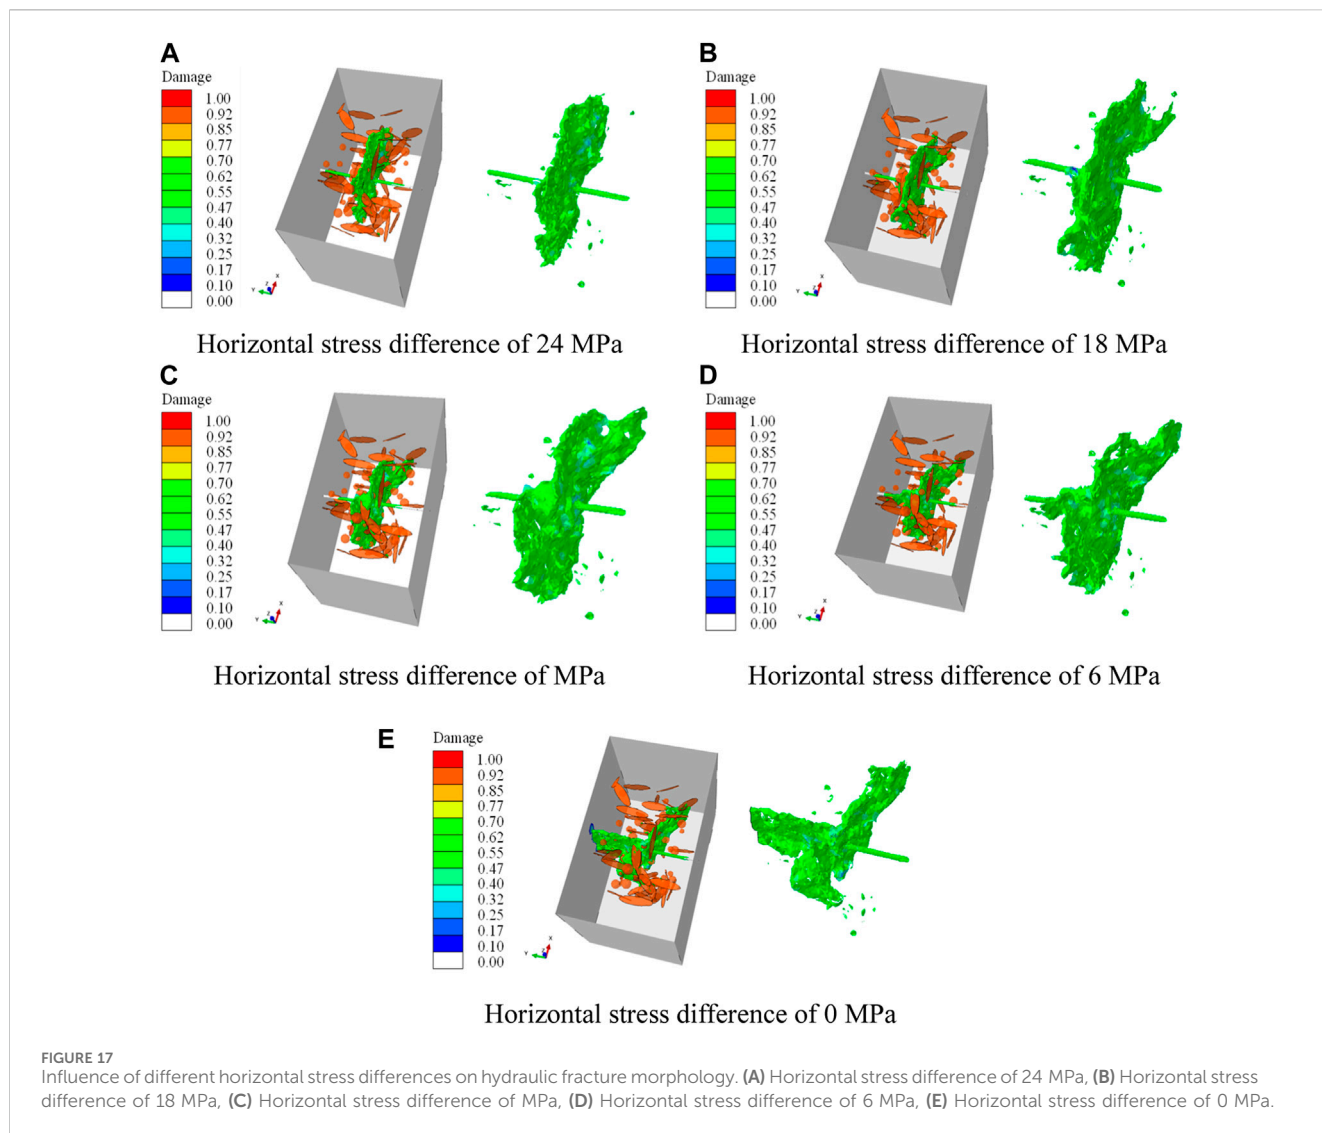 A
Damage
1.00
0.92
0.85
0.77
0.70
0.62
0.55
0.47
0.40
0.32
0.25
0.17
0.10
0.00
X
Y
Z
Horizontal stress difference of 24 MPa
B
Damage
1.00
0.92
0.85
0.77
0.70
0.62
0.55
0.47
0.40
0.32
0.25
0.17
0.10
0.00
X
Y
Z
Horizontal stress difference of 18 MPa
C
Damage
1.00
0.92
0.85
0.77
0.70
0.62
0.55
0.47
0.40
0.32
0.25
0.17
0.10
0.00
X
Y
Z
Horizontal stress difference of MPa
D
Damage
1.00
0.92
0.85
0.77
0.70
0.62
0.55
0.47
0.40
0.32
0.25
0.17
0.10
0.00
X
Y
Z
Horizontal stress difference of 6 MPa
E
Damage
1.00
0.92
0.85
0.77
0.70
0.62
0.55
0.47
0.40
0.32
0.25
0.17
0.10
0.00
X
Y
Z
Horizontal stress difference of 0 MPa
FIGURE 17
Influence of different horizontal stress differences on hydraulic fracture morphology. (A) Horizontal stress difference of 24 MPa, (B) Horizontal stress
difference of 18 MPa, (C) Horizontal stress difference of MPa, (D) Horizontal stress difference of 6 MPa, (E) Horizontal stress difference of 0 MPa.